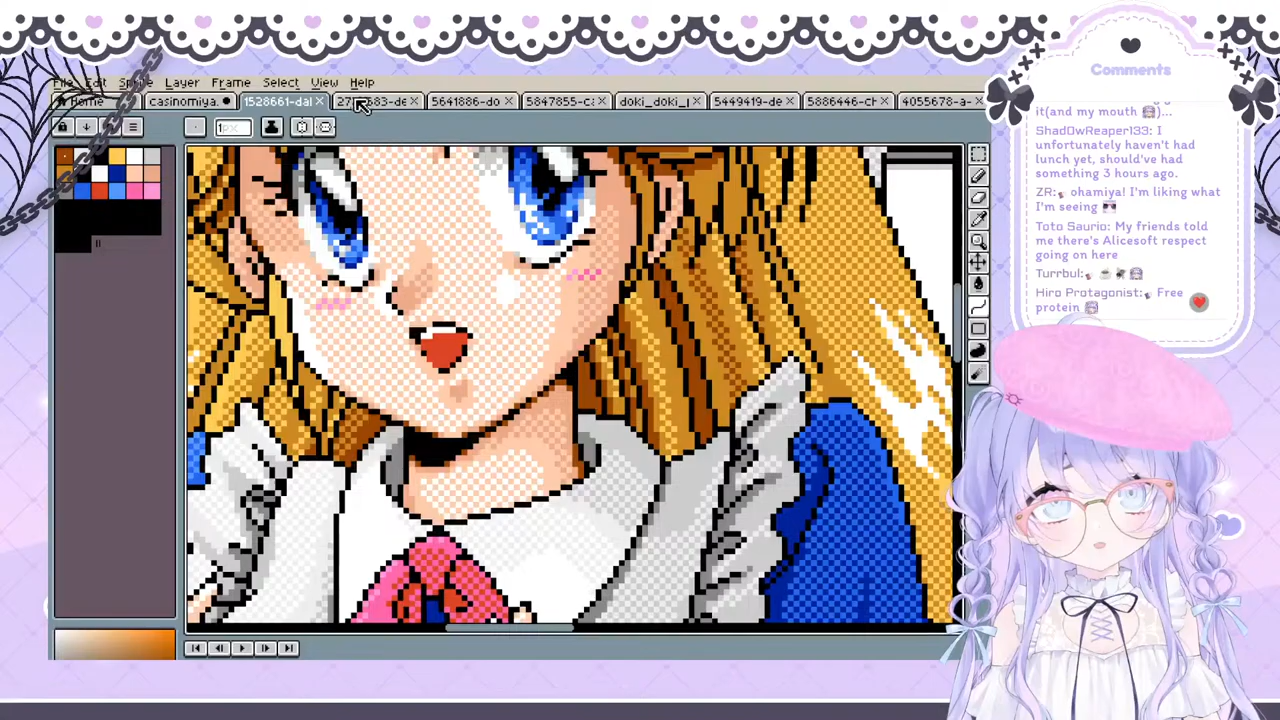 Comments
it(and my mouth
ShadowReaper133: I
unfortunately haven't had
lunch yet, should've had
something 3 hours ago.
ZR: ohamiya! I'm liking what
I'm seeing
Toto Saurio: My friends told
me there's Alicesoft respect
going on here
Turrbul:
Hiro Protagonist: Free
protein
File Edit Layer Frame Select View Help
Home casinomiya. 1528661-dal 5641886-do 5847855-c doki_doki_ 5449419-de 5886446-c 4055678-a-